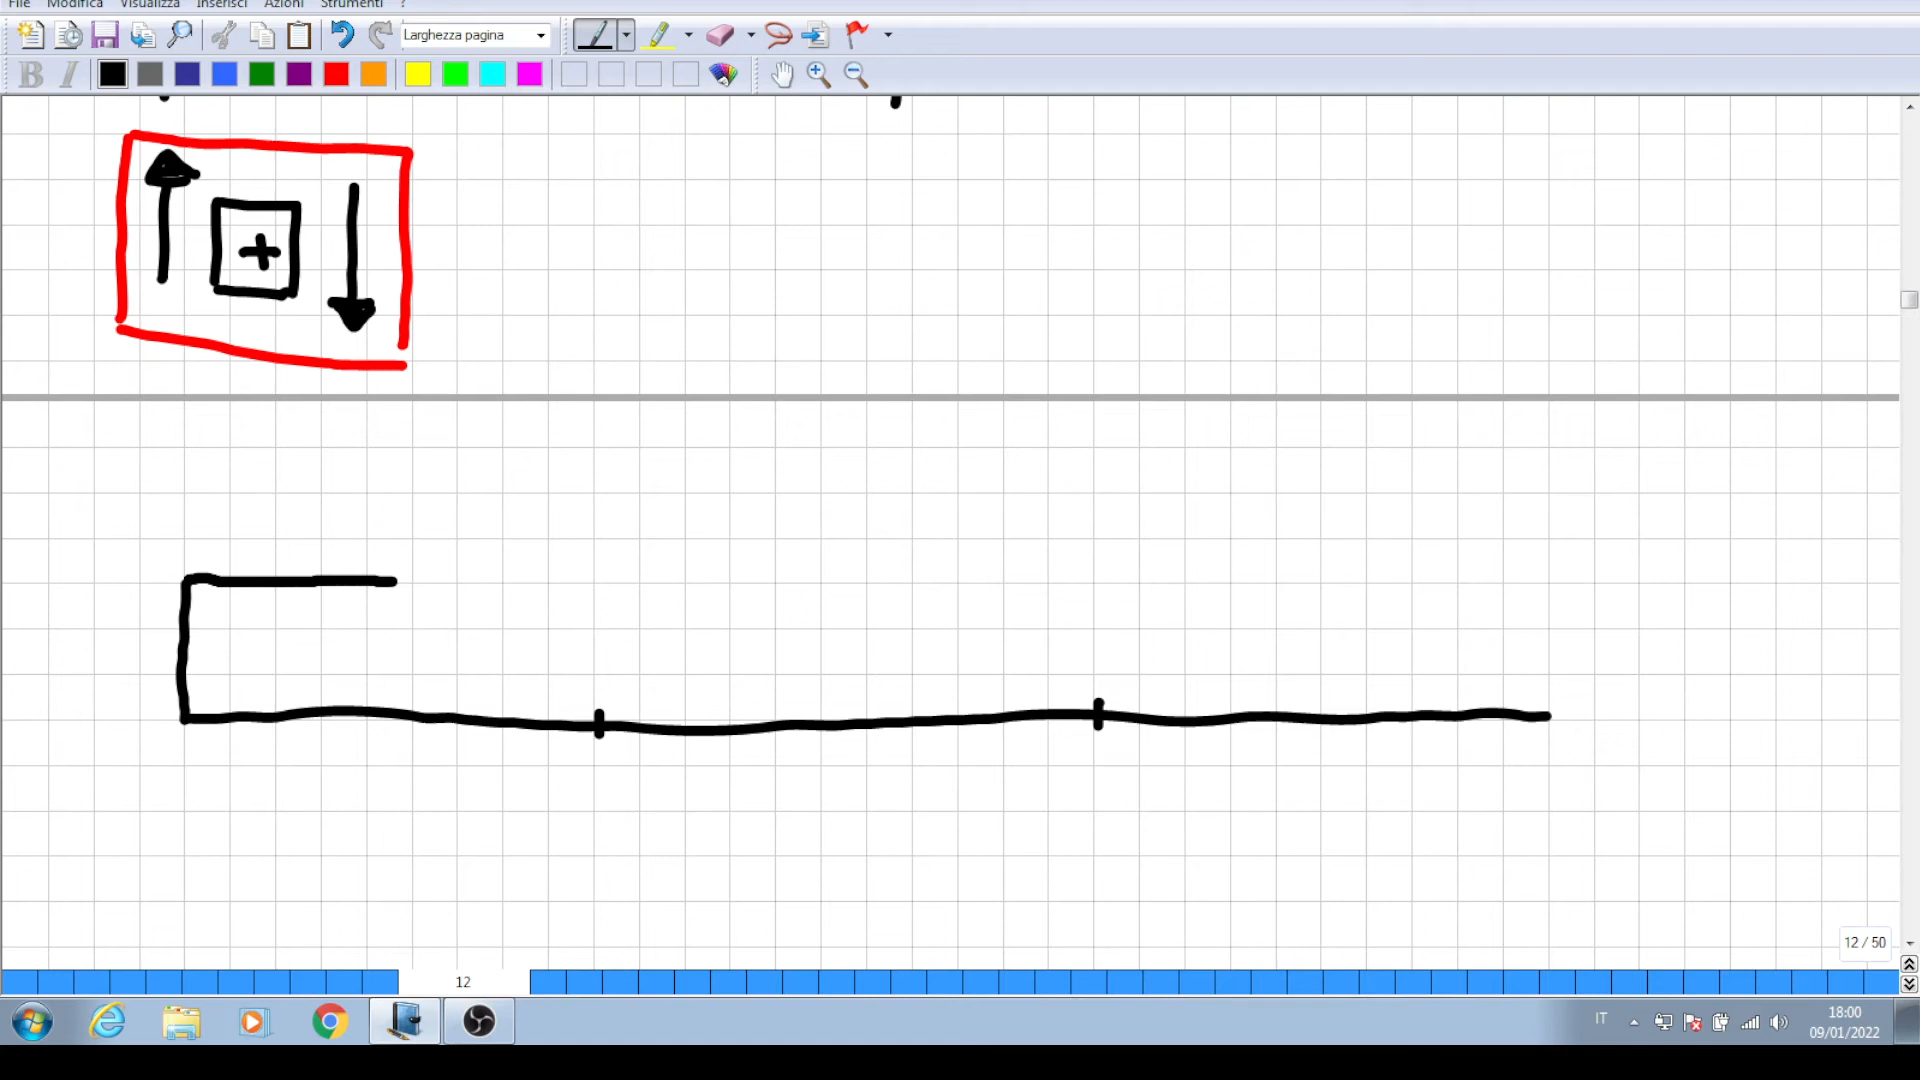 File Modifica Visualizza Inserisci Azioni Strumenti ?
Larghezza pagina
B I
+
12 / 50
12
IT
18:00
09/01/2022